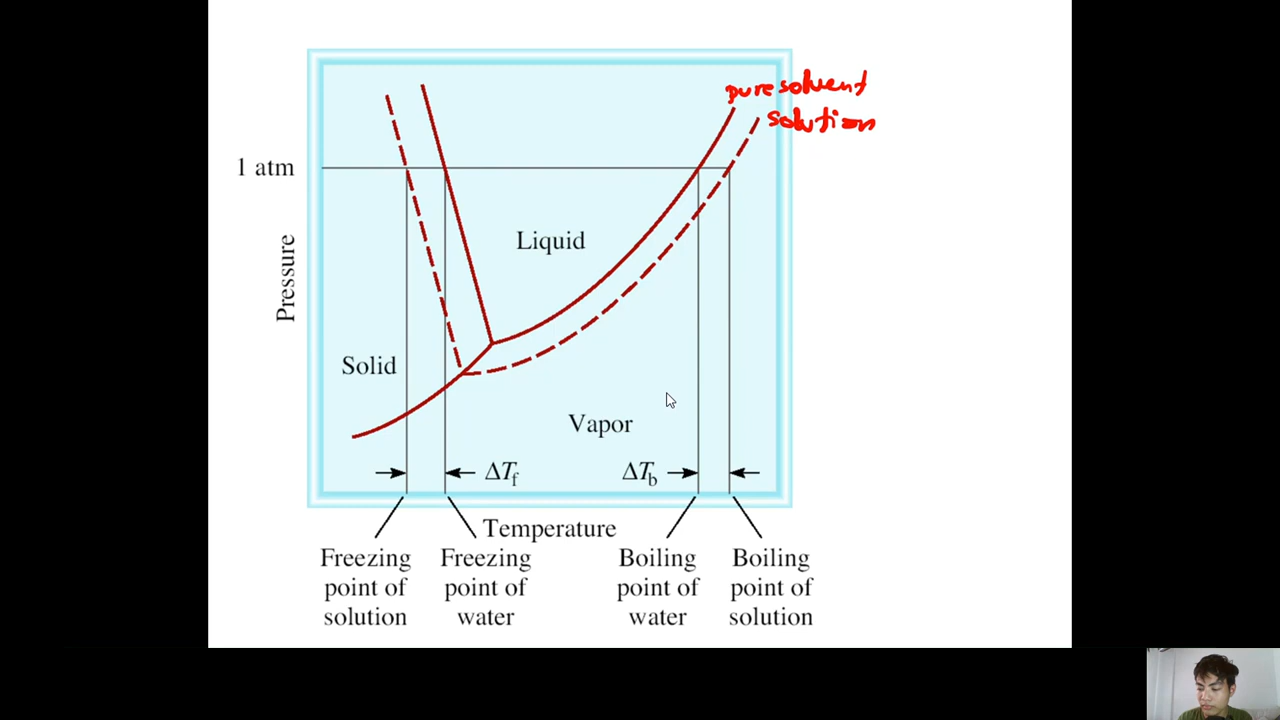 pure solvent
solution
1 atm
Pressure
Liquid
Solid
Vapor
ΔTf
ΔTb
Temperature
Freezing
point of
solution
Freezing
point of
water
Boiling
point of
water
Boiling
point of
solution